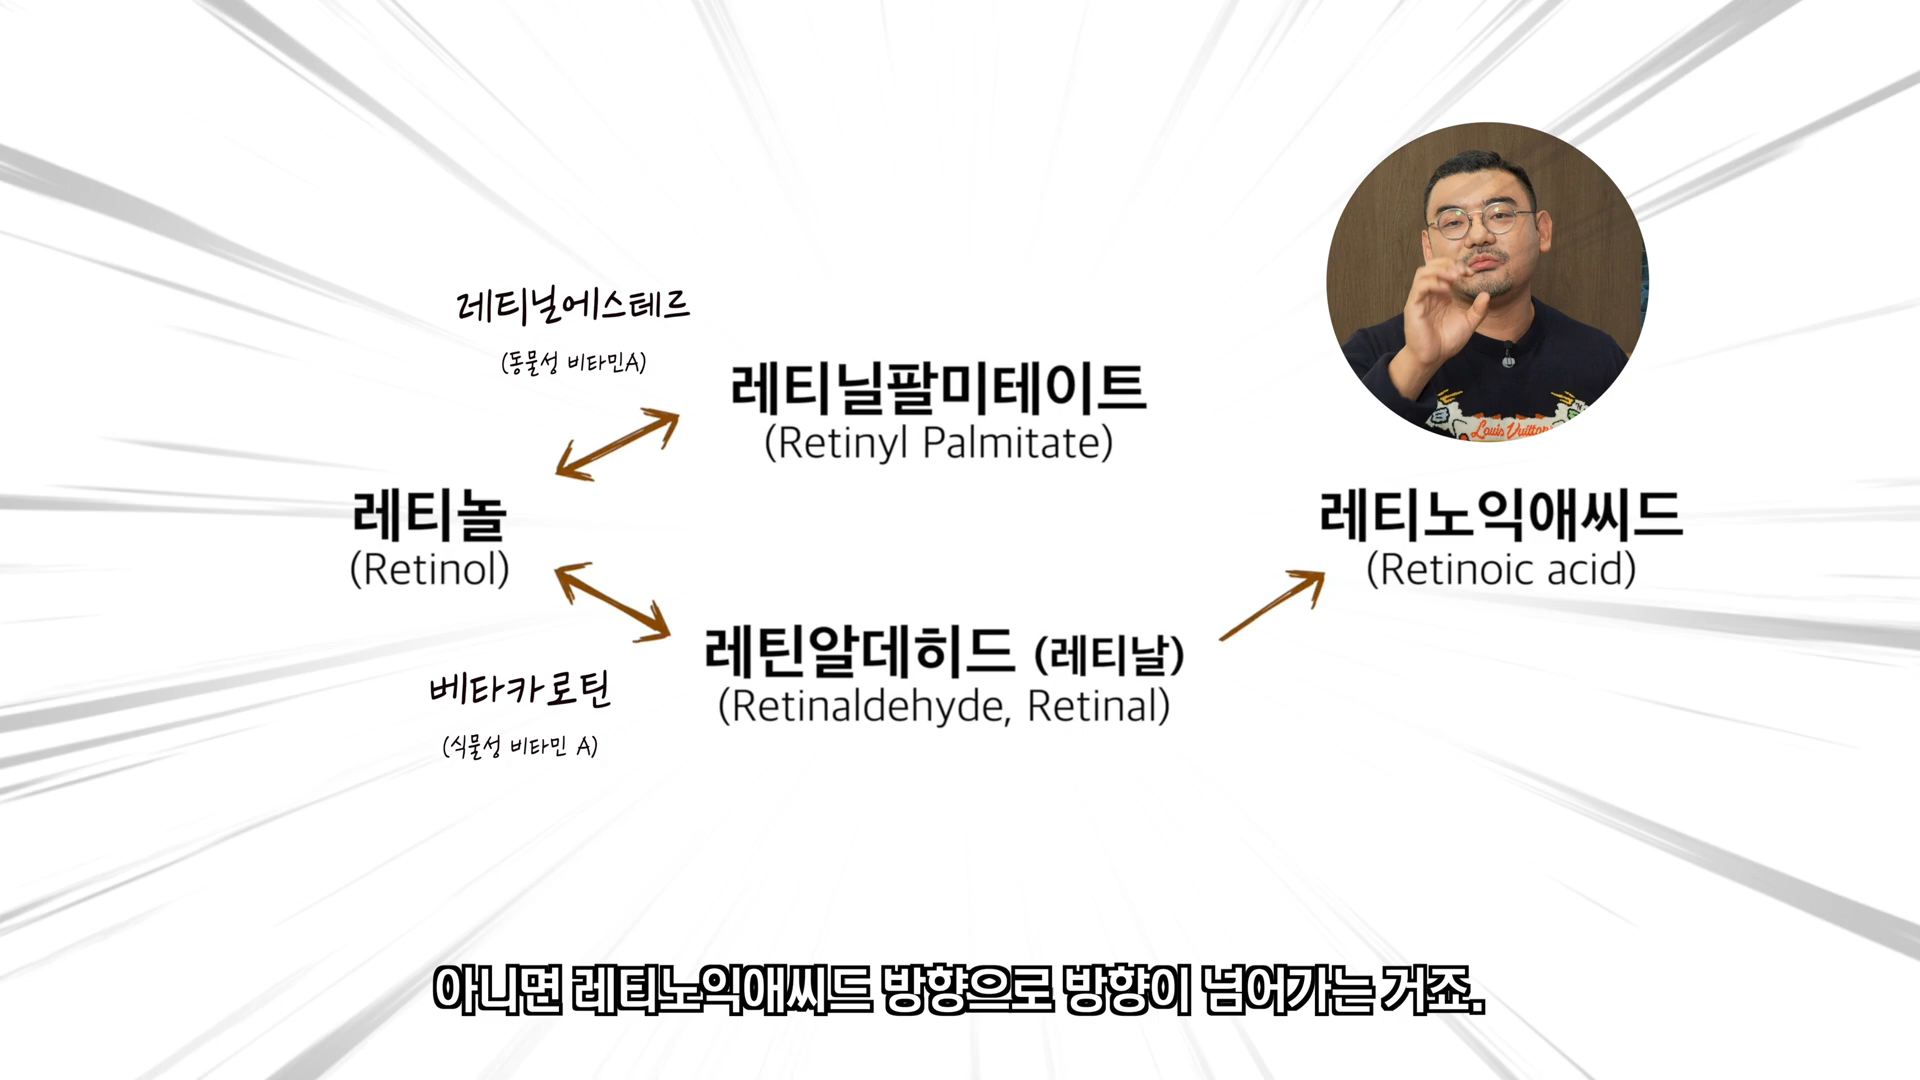 레티닐에스테르
(동물성 비타민A)
레티닐팔미테이트
(Retinyl Palmitate)
레티놀
(Retinol)
레티노익애씨드
(Retinoic acid)
레틴알데히드 (레티날)
(Retinaldehyde, Retinal)
베타카로틴
(식물성 비타민 A)
Louis Vuitton
아니면 레티노익애씨드 방향으로 방향이 넘어가는 거죠.